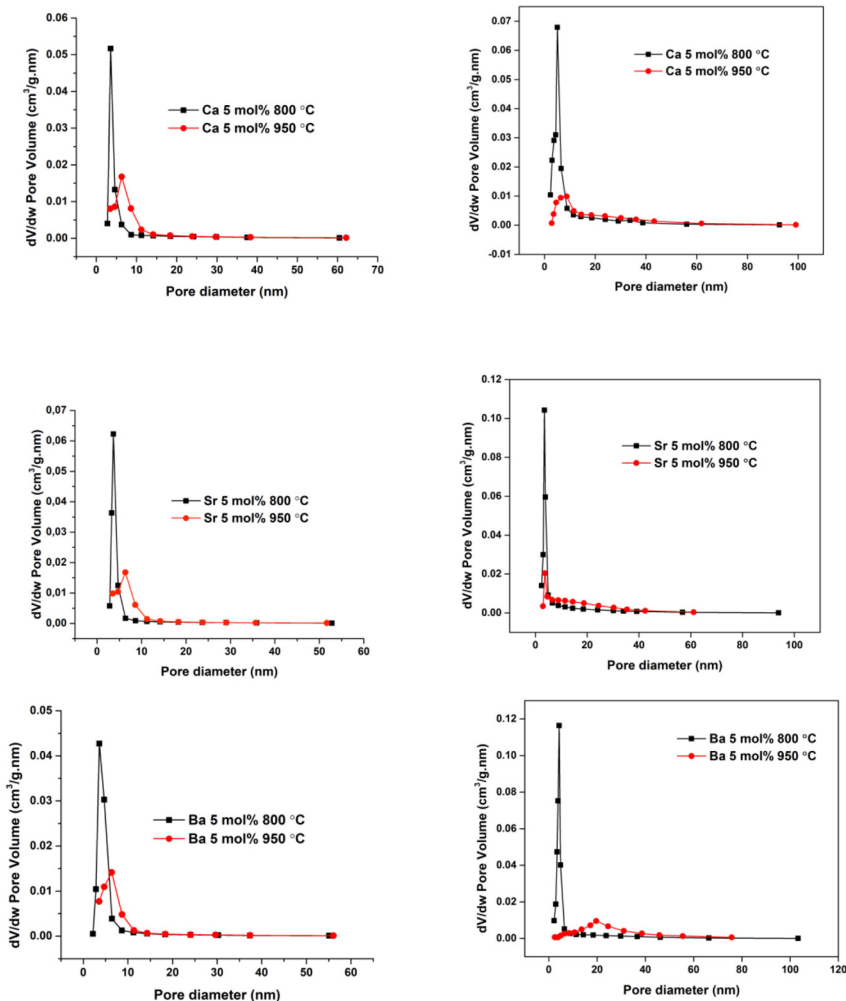 0.06
0.05
0.04
0.03
0.02
0.01
0.00
dV/dw Pore Volume (cm³/g.nm)
Ca 5 mol% 800 °C
Ca 5 mol% 950 °C
0 10 20 30 40 50 60 70
Pore diameter (nm)
0.07
0.06
0.05
0.04
0.03
0.02
0.01
0.00
-0.01
dV/dw Pore Volume (cm³/g.nm)
Ca 5 mol% 800 °C
Ca 5 mol% 950 °C
0 20 40 60 80 100
Pore diameter (nm)
0,07
0,06
0,05
0,04
0,03
0,02
0,01
0,00
dV/dw Pore Volume (cm³/g.nm)
Sr 5 mol% 800 °C
Sr 5 mol% 950 °C
0 10 20 30 40 50 60
Pore diameter (nm)
0.12
0.10
0.08
0.06
0.04
0.02
0.00
dV/dw Pore Volume (cm³/g.nm)
Sr 5 mol% 800 °C
Sr 5 mol% 950 °C
0 20 40 60 80 100
Pore diameter (nm)
0.05
0.04
0.03
0.02
0.01
0.00
dV/dw Pore Volume (cm³/g.nm)
Ba 5 mol% 800 °C
Ba 5 mol% 950 °C
0 10 20 30 40 50 60
Pore diameter (nm)
0.12
0.10
0.08
0.06
0.04
0.02
0.00
dV/dw Pore Volume (cm³/g.nm)
Ba 5 mol% 800 °C
Ba 5 mol% 950 °C
0 20 40 60 80 100 120
Pore diameter (nm)